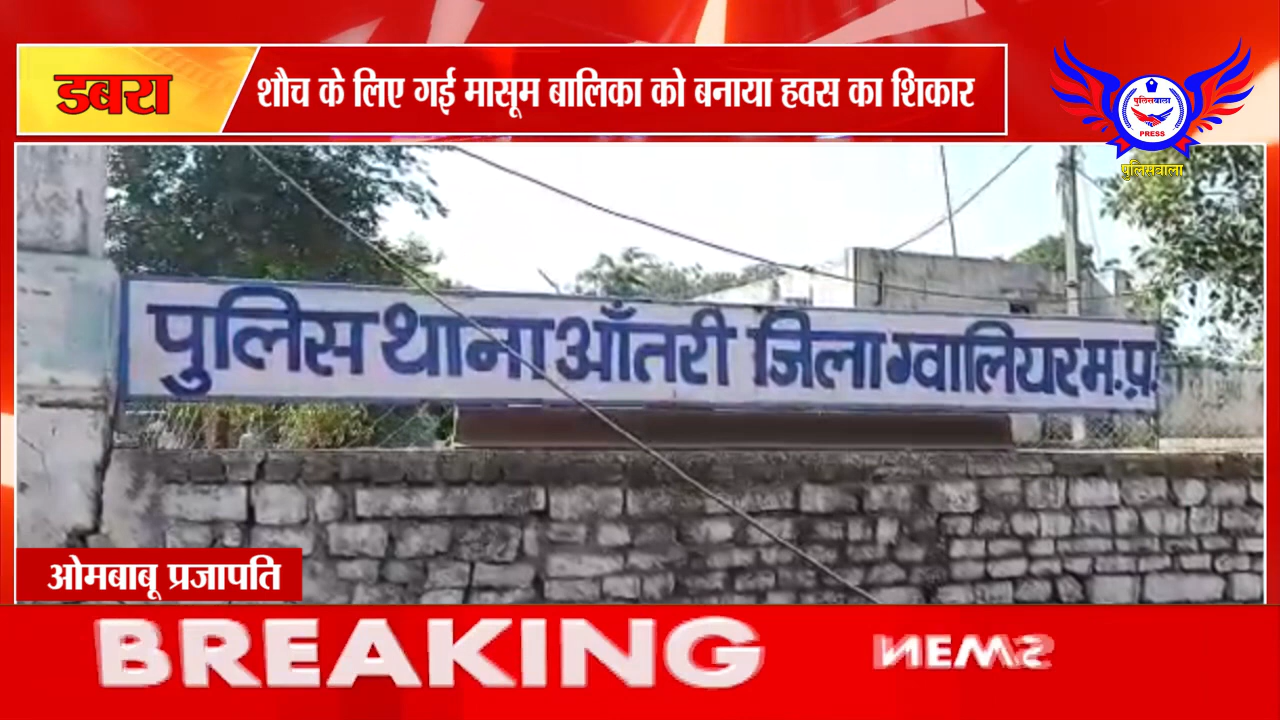 डबरा
शौच के लिए गई मासूम बालिका को बनाया हवस का शिकार
पुलिसवाला
PRESS
पुलिसवाला
पुलिस थाना आँतरी जिला ग्वालियर म.प्र.
ओमबाबू प्रजापति
BREAKING
NEWS